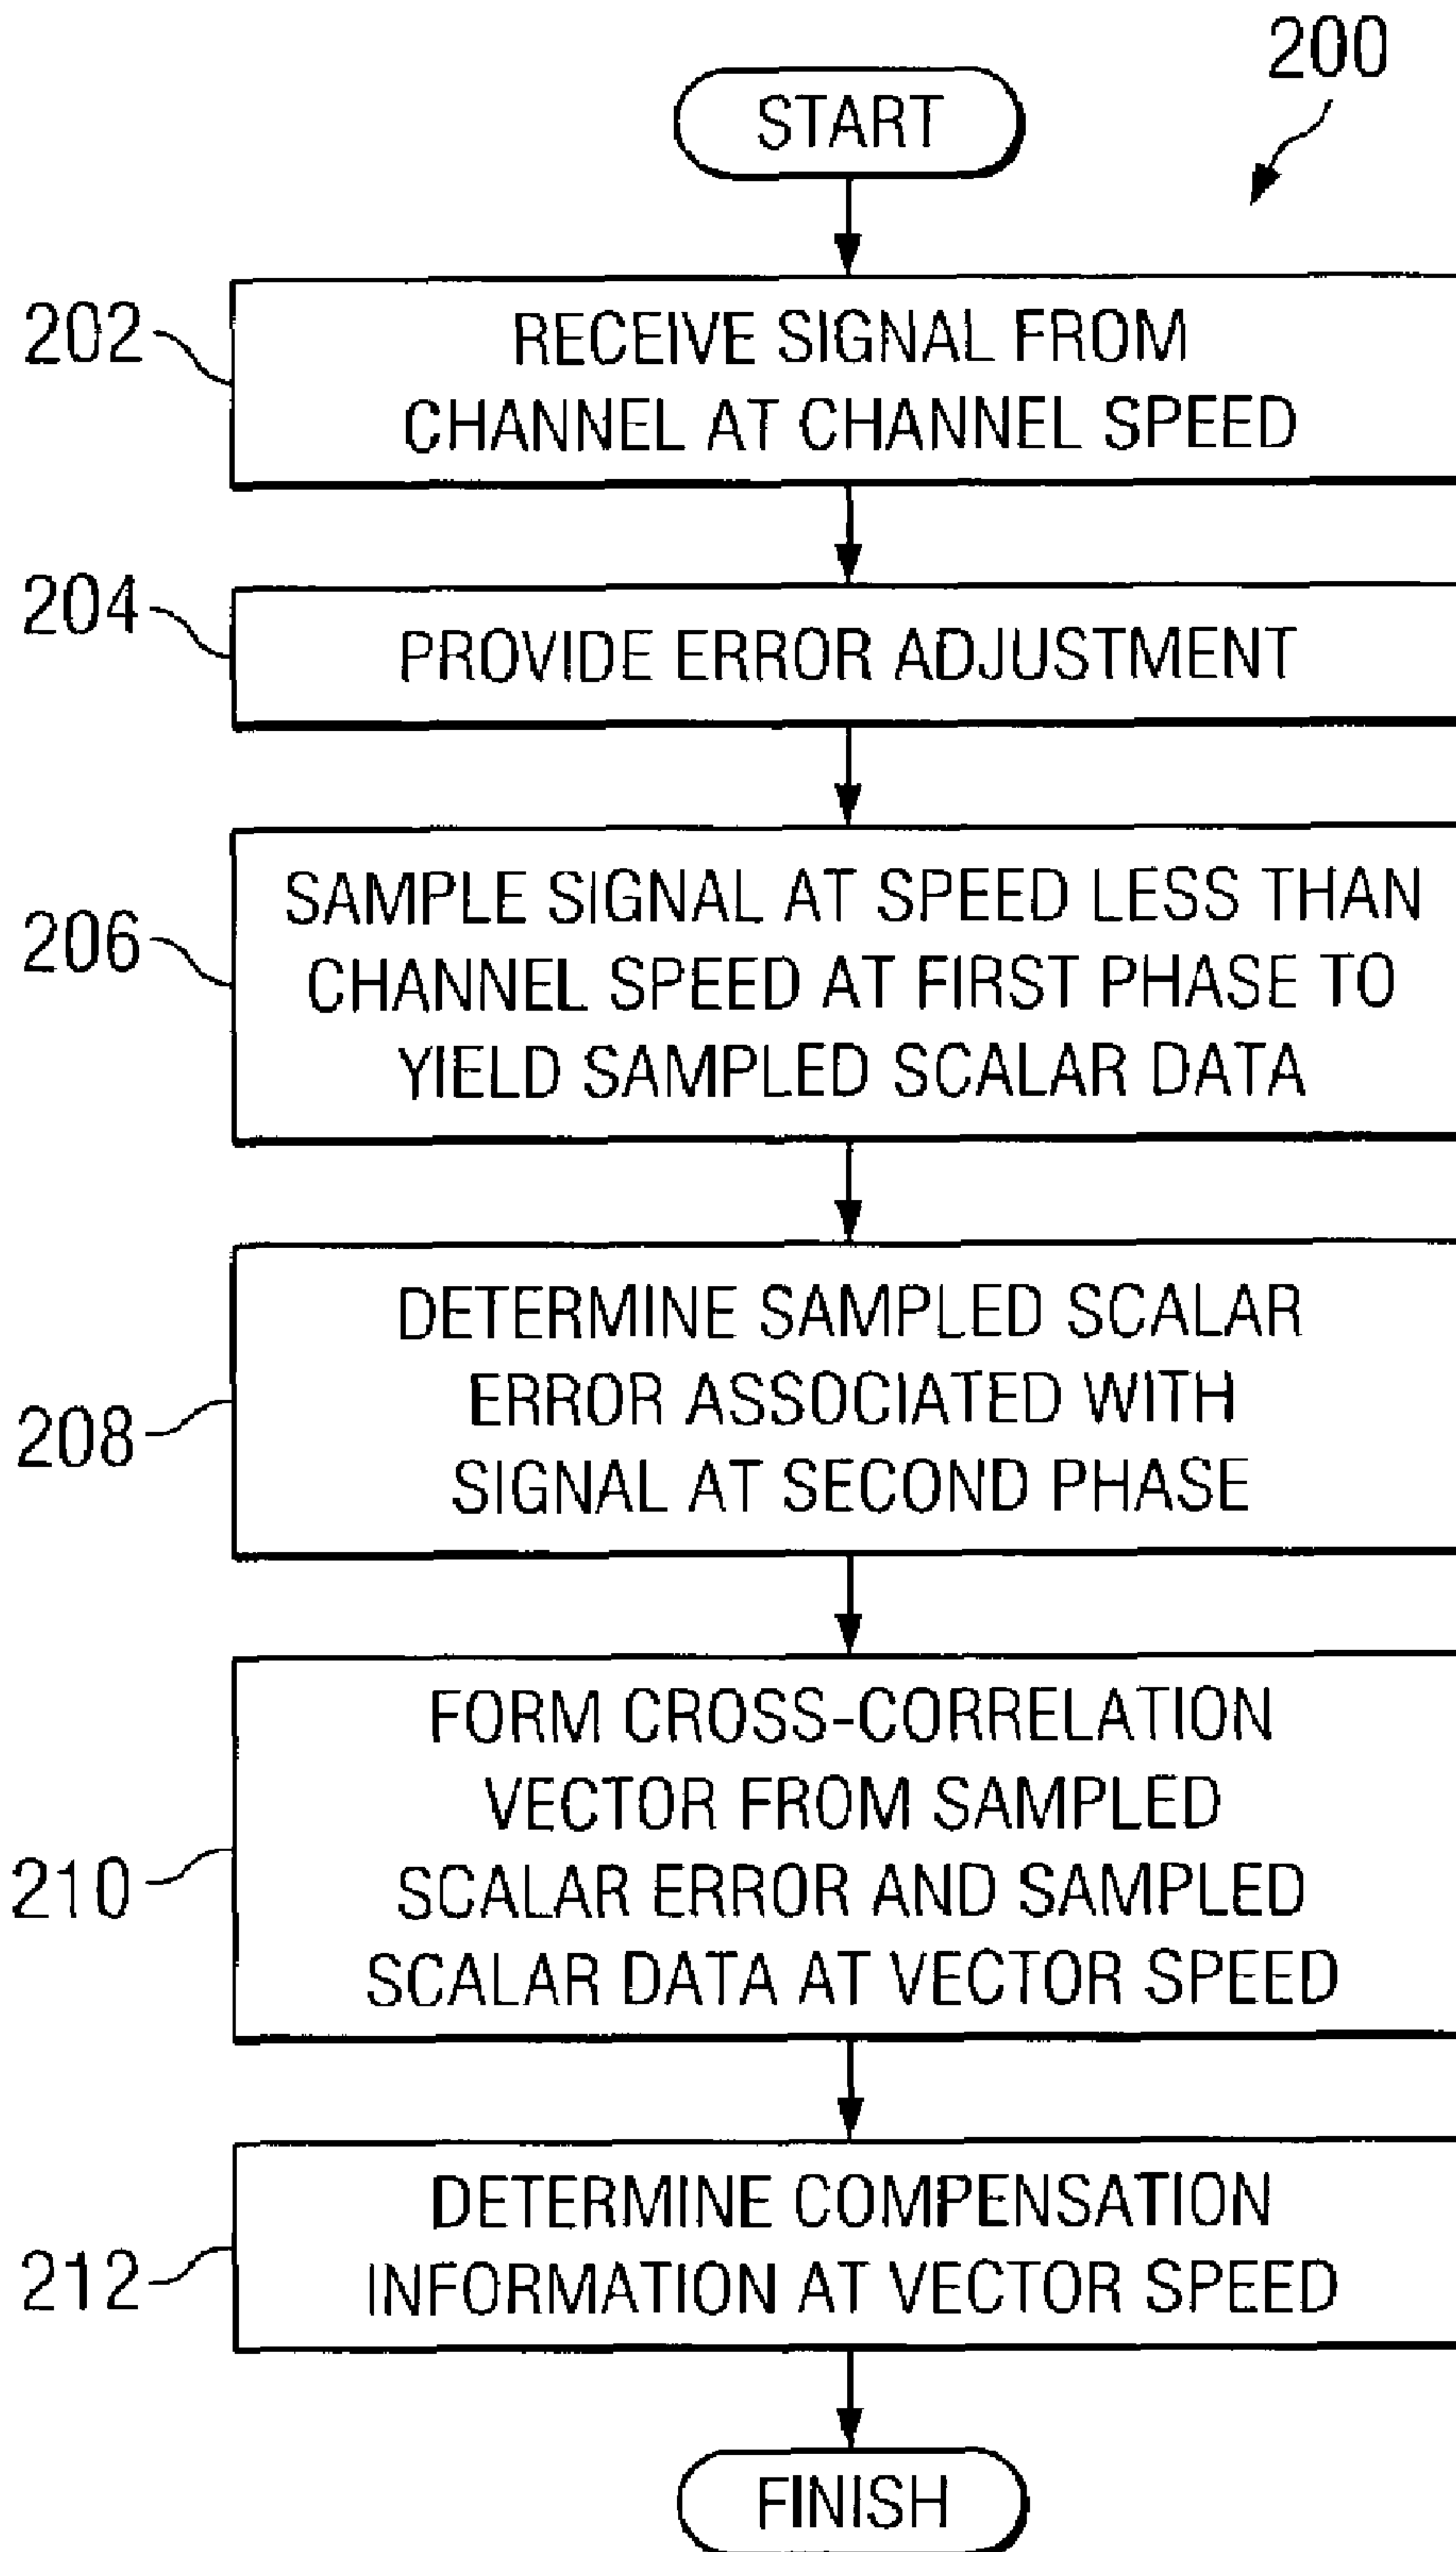 200
START
202
RECEIVE SIGNAL FROM
CHANNEL AT CHANNEL SPEED
204
PROVIDE ERROR ADJUSTMENT
206
SAMPLE SIGNAL AT SPEED LESS THAN
CHANNEL SPEED AT FIRST PHASE TO
YIELD SAMPLED SCALAR DATA
208
DETERMINE SAMPLED SCALAR
ERROR ASSOCIATED WITH
SIGNAL AT SECOND PHASE
210
FORM CROSS-CORRELATION
VECTOR FROM SAMPLED
SCALAR ERROR AND SAMPLED
SCALAR DATA AT VECTOR SPEED
212
DETERMINE COMPENSATION
INFORMATION AT VECTOR SPEED
FINISH